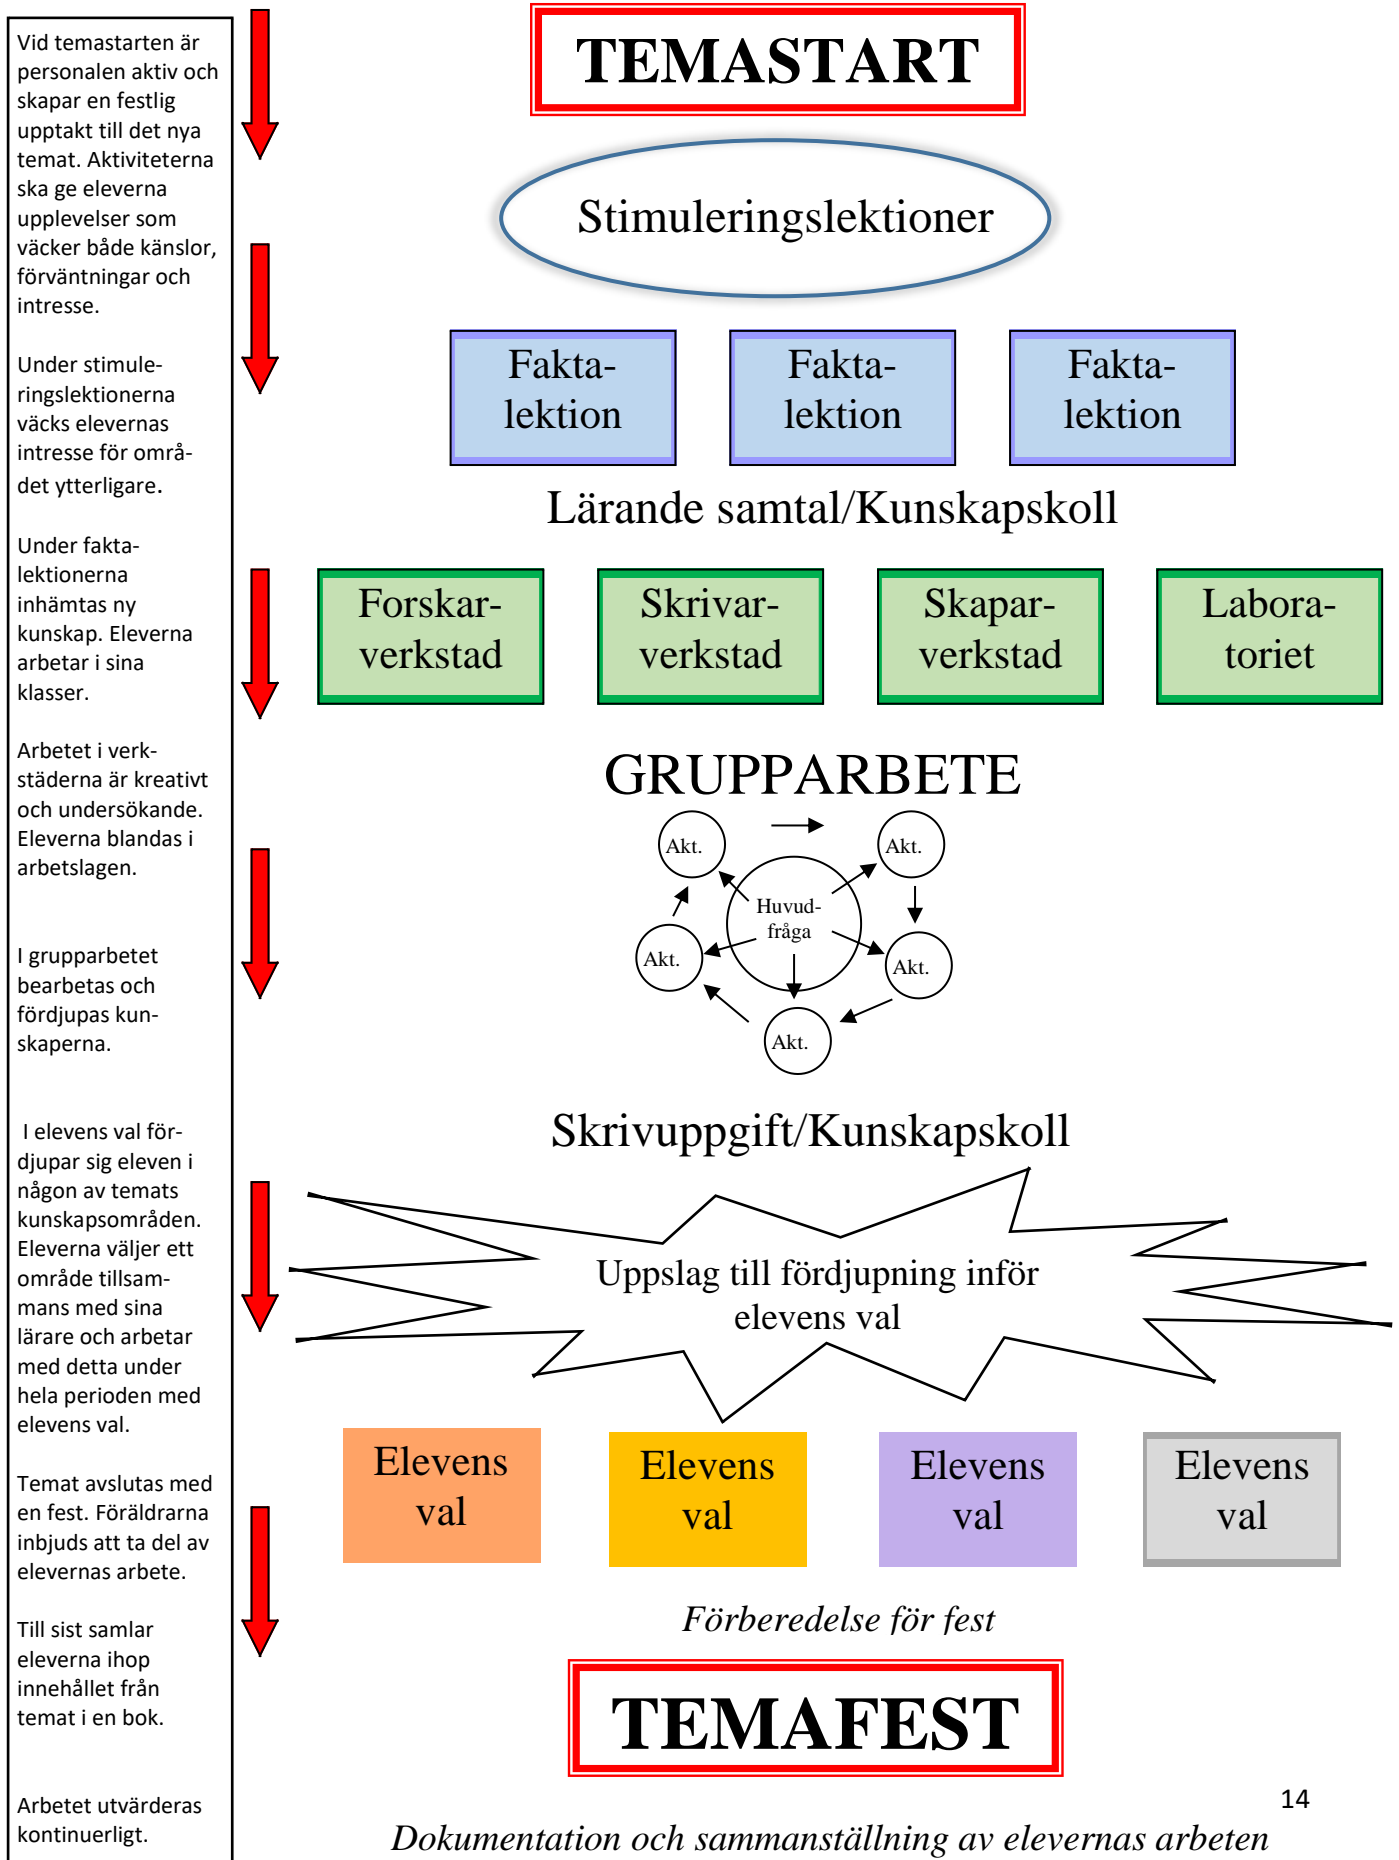 Vid temastarten är
personalen aktiv och
skapar en festlig
upptakt till det nya
temat. Aktiviteterna
ska ge eleverna
upplevelser som
väcker både känslor,
förväntningar och
intresse.
Under stimule-
ringslektionerna
väcks elevernas
intresse för områ-
det ytterligare.
Under fakta-
lektionerna
inhämtas ny
kunskap. Eleverna
arbetar i sina
klasser.
Arbetet i verk-
städerna är kreativt
och undersökande.
Eleverna blandas i
arbetslagen.
I grupparbetet
bearbetas och
fördjupas kun-
skaperna.
I elevens val för-
djupar sig eleven i
någon av temats
kunskapsområden.
Eleverna väljer ett
område tillsam-
mans med sina
lärare och arbetar
med detta under
hela perioden med
elevens val.
Temat avslutas med
en fest. Föräldrarna
inbjuds att ta del av
elevernas arbete.
Till sist samlar
eleverna ihop
innehållet från
temat i en bok.
Arbetet utvärderas
kontinuerligt.
TEMASTART
Stimuleringslektioner
Fakta-
lektion
Fakta-
lektion
Fakta-
lektion
Lärande samtal/Kunskapskoll
Forskar-
verkstad
Skrivar-
verkstad
Skapar-
verkstad
Labora-
toriet
GRUPPARBETE
Akt.
Akt.
Huvud-
fråga
Akt.
Akt.
Akt.
Skrivuppgift/Kunskapskoll
Uppslag till fördjupning inför
elevens val
Elevens
val
Elevens
val
Elevens
val
Elevens
val
Förberedelse för fest
TEMAFEST
14
Dokumentation och sammanställning av elevernas arbeten